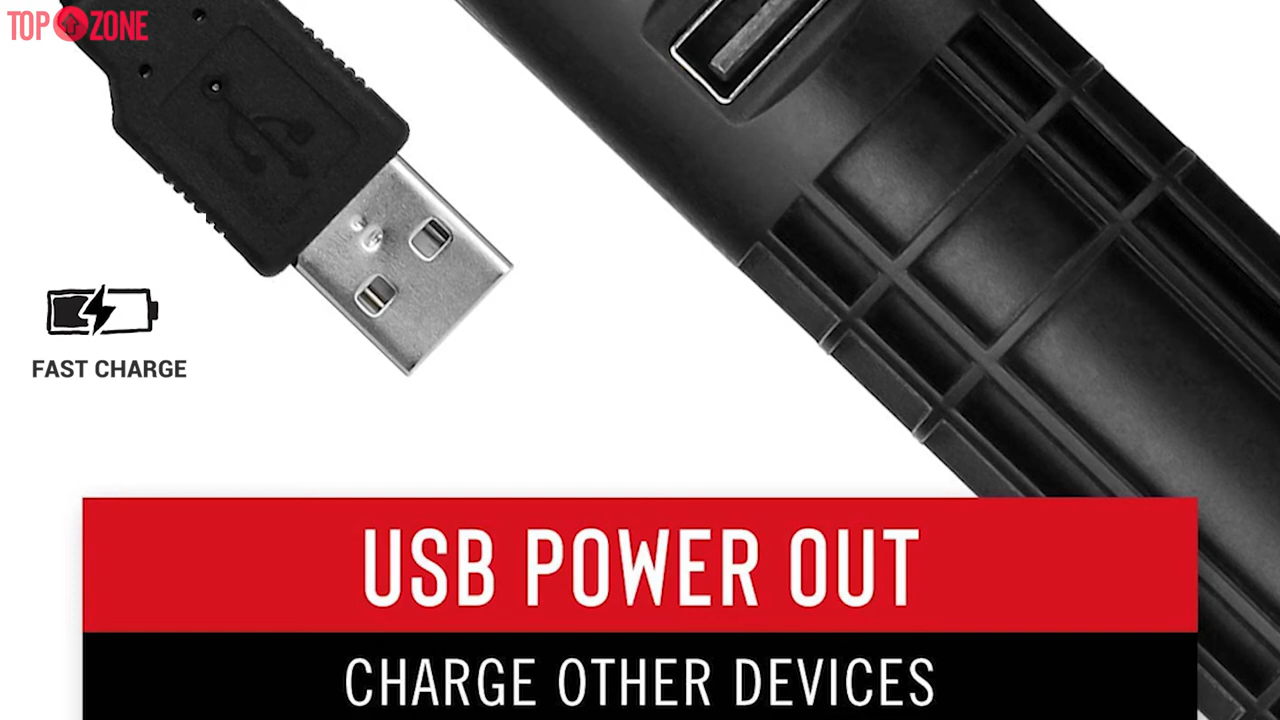 TOP ZONE
FAST CHARGE
USB POWER OUT
CHARGE OTHER DEVICES